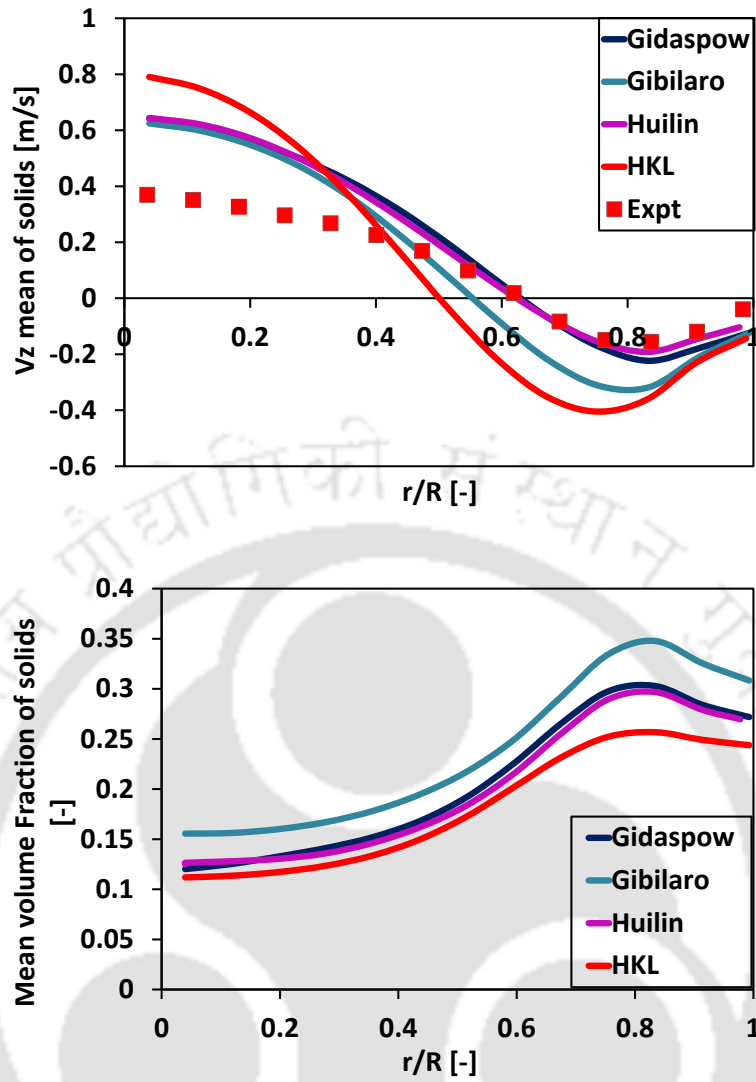 1
0.8
0.6
0.4
0.2
0
-0.2
-0.4
-0.6
Vz mean of solids [m/s]
0 0.2 0.4 0.6 0.8 1
r/R [-]
Gidaspow
Gibilaro
Huilin
HKL
Expt
प्रौद्योगिकी संस्थान
0.4
0.35
0.3
0.25
0.2
0.15
0.1
0.05
0
Mean volume Fraction of solids
[-]
0 0.2 0.4 0.6 0.8 1
r/R [-]
Gidaspow
Gibilaro
Huilin
HKL